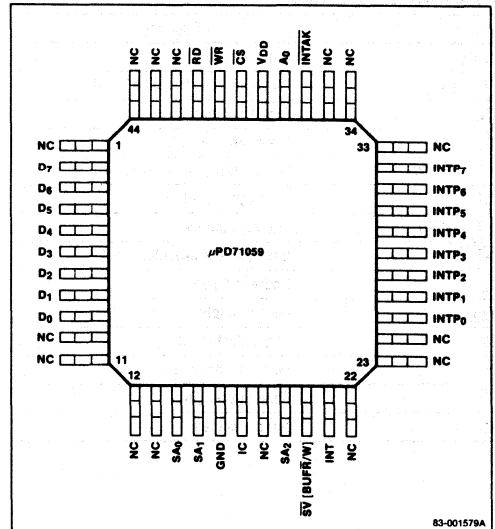 NC
NC
NC
RD
WR
CS
VDD
A0
INTAK
NC
NC
44
34
NC
1
33
NC
D7
INTP7
D6
INTP6
D5
INTP5
D4
INTP4
μPD71059
D3
INTP3
D2
INTP2
D1
INTP1
D0
INTP0
NC
NC
NC
11
23
NC
12
22
NC
NC
SA0
SA1
GND
IC
NC
SA2
SV [BUFR/W]
INT
NC
83-001579A